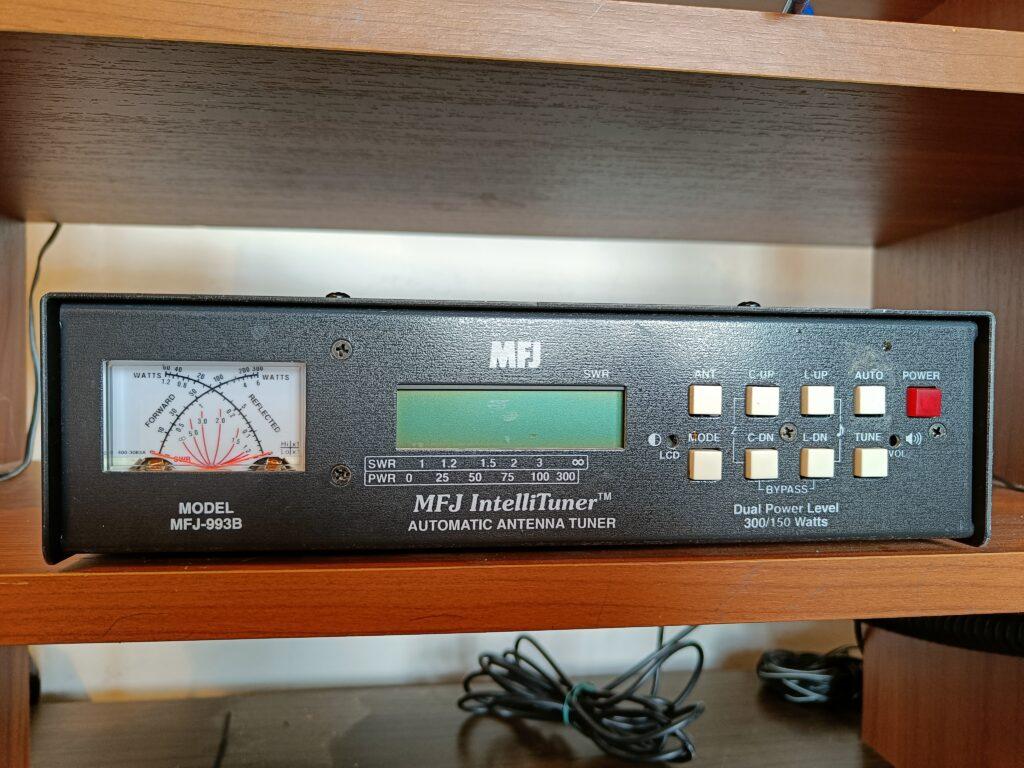 MFJ
SWR
WATTS
WATTS
FORWARD
REFLECTED
SWR
MODEL
MFJ-993B
SWR 1 1.2 1.5 2 3 ∞
PWR 0 25 50 75 100 300
MFJ IntelliTuner™
AUTOMATIC ANTENNA TUNER
ANT C-UP L-UP AUTO POWER
LCD MODE C-DN L-DN TUNE VOL
BYPASS
Dual Power Level
300/150 Watts